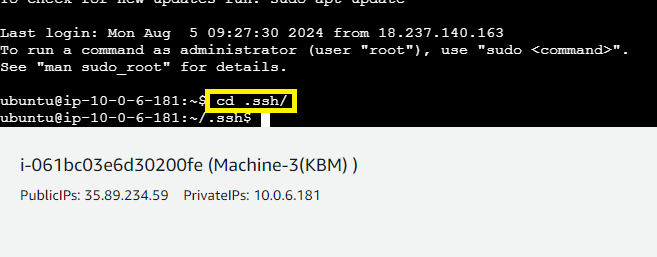 To check for new updates run: sudo apt update
Last login: Mon Aug  5 09:27:30 2024 from 18.237.140.163
To run a command as administrator (user "root"), use "sudo <command>".
See "man sudo_root" for details.
ubuntu@ip-10-0-6-181:~$ cd .ssh/
ubuntu@ip-10-0-6-181:~/.ssh$
i-061bc03e6d30200fe (Machine-3(KBM) )
PublicIPs: 35.89.234.59    PrivateIPs: 10.0.6.181